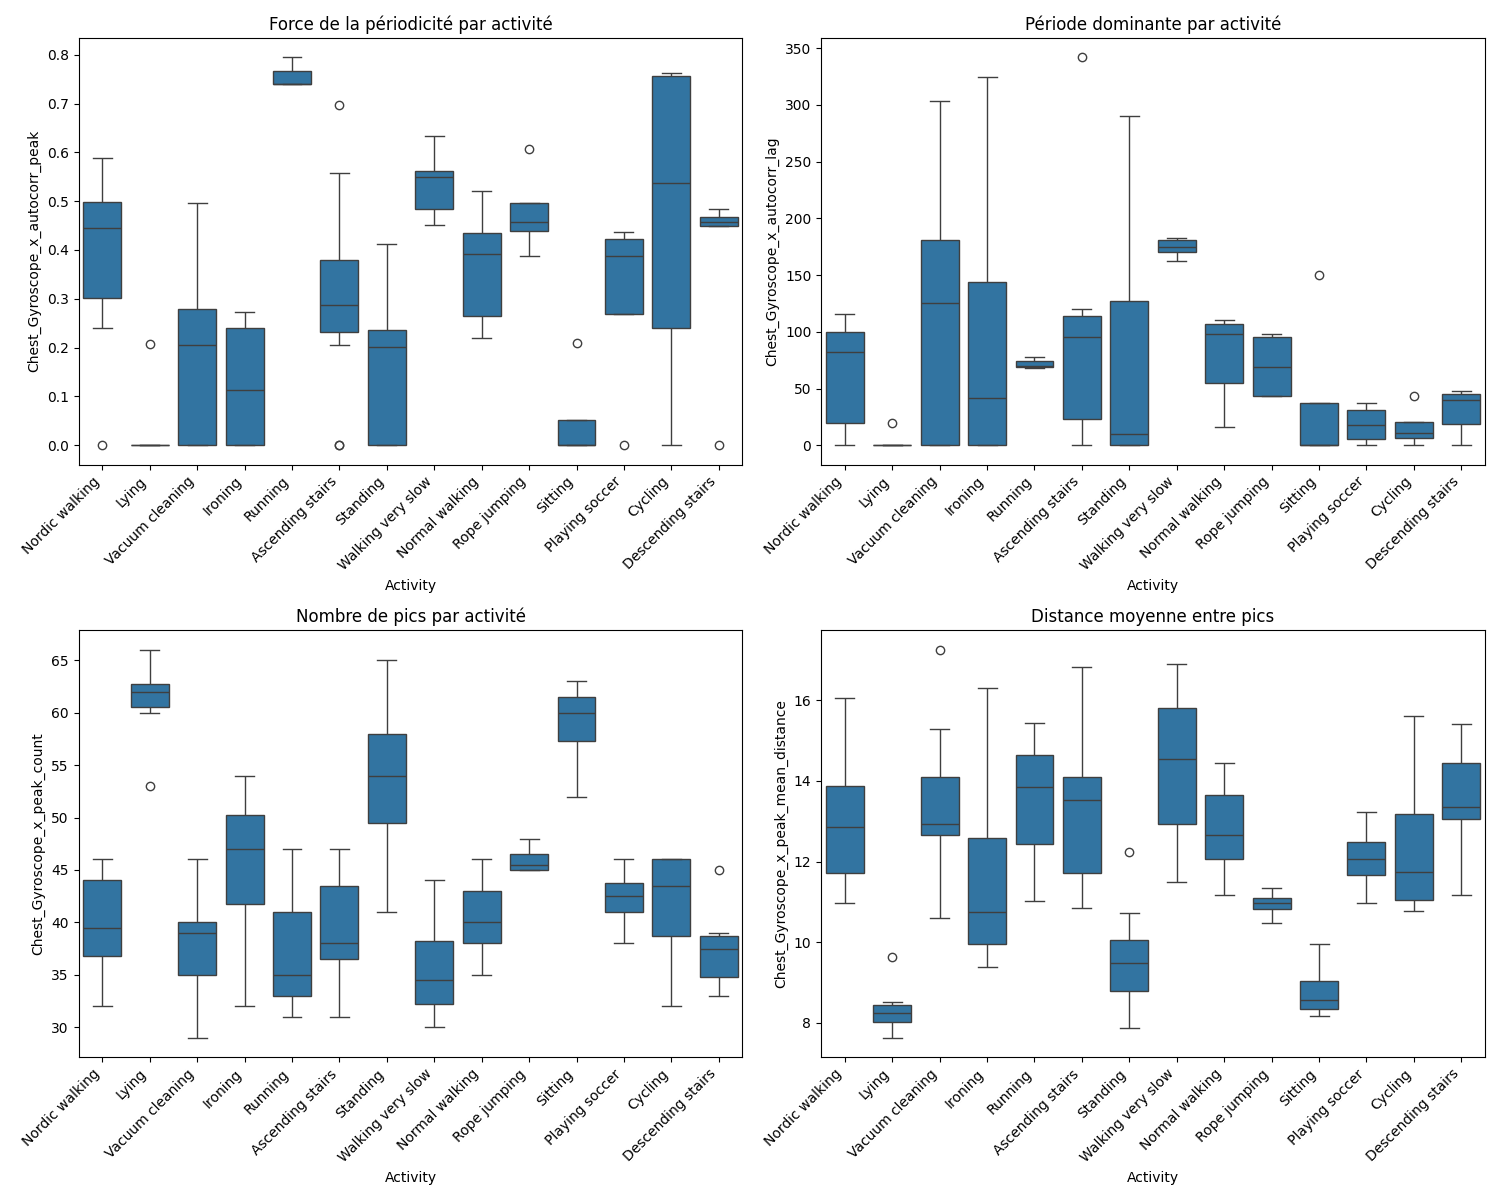 Force de la périodicité par activité
Chest_Gyroscope_x_autocorr_peak
0.8
0.7
0.6
0.5
0.4
0.3
0.2
0.1
0.0
Nordic walking
Lying
Vacuum cleaning
Ironing
Running
Ascending stairs
Standing
Walking very slow
Normal walking
Rope jumping
Sitting
Playing soccer
Cycling
Descending stairs
Activity
Période dominante par activité
Chest_Gyroscope_x_autocorr_lag
350
300
250
200
150
100
50
0
Nordic walking
Lying
Vacuum cleaning
Ironing
Running
Ascending stairs
Standing
Walking very slow
Normal walking
Rope jumping
Sitting
Playing soccer
Cycling
Descending stairs
Activity
Nombre de pics par activité
Chest_Gyroscope_x_peak_count
65
60
55
50
45
40
35
30
Nordic walking
Lying
Vacuum cleaning
Ironing
Running
Ascending stairs
Standing
Walking very slow
Normal walking
Rope jumping
Sitting
Playing soccer
Cycling
Descending stairs
Activity
Distance moyenne entre pics
Chest_Gyroscope_x_peak_mean_distance
16
14
12
10
8
Nordic walking
Lying
Vacuum cleaning
Ironing
Running
Ascending stairs
Standing
Walking very slow
Normal walking
Rope jumping
Sitting
Playing soccer
Cycling
Descending stairs
Activity